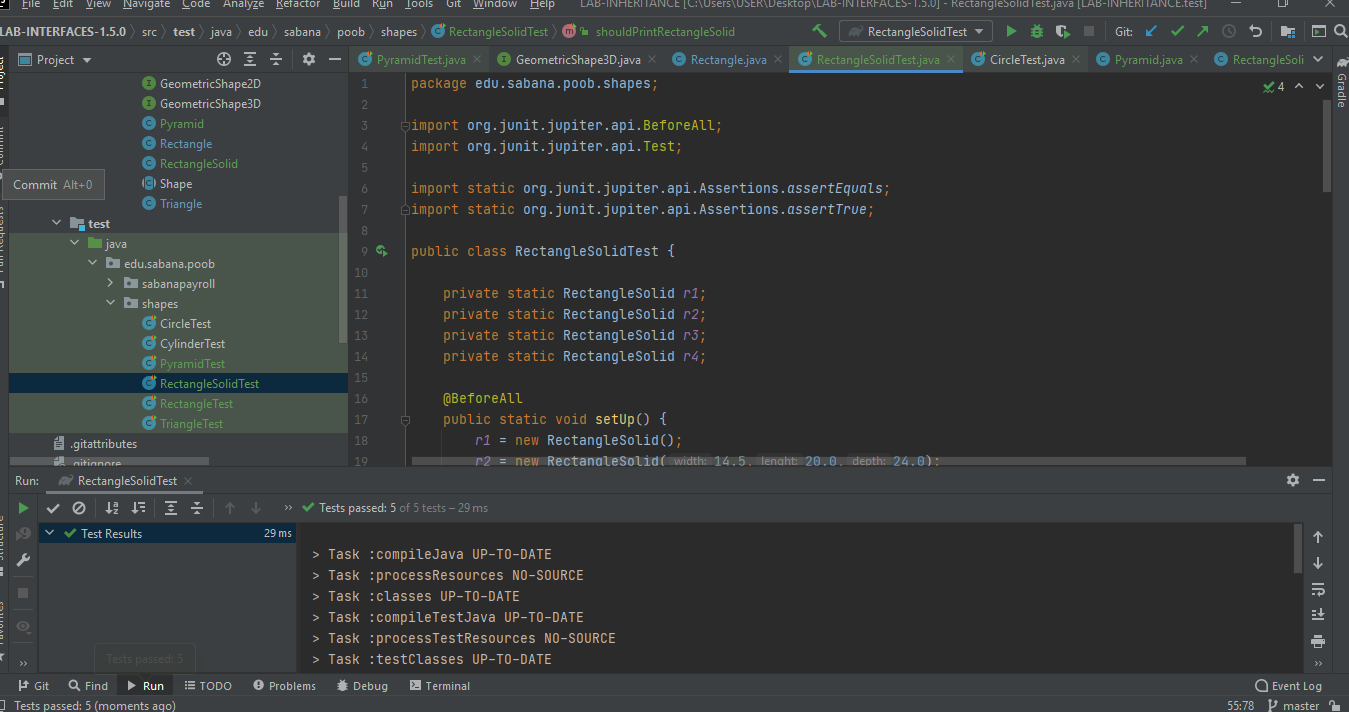 File Edit View Navigate Code Analyze Refactor Build Run Tools Git Window Help LAB-INHERITANCE [C:\Users\USER\Desktop\LAB-INTERFACES-1.5.0] - RectangleSolidTest.java [LAB-INHERITANCE.test]
LAB-INTERFACES-1.5.0 src test java edu sabana poob shapes RectangleSolidTest shouldPrintRectangleSolid RectangleSolidTest Git:
Project
PyramidTest.java GeometricShape3D.java Rectangle.java RectangleSolidTest.java CircleTest.java Pyramid.java RectangleSoli
GeometricShape2D
GeometricShape3D
Pyramid
Rectangle
RectangleSolid
Shape
Triangle
Commit Alt+0
test
java
edu.sabana.poob
sabanapayroll
shapes
CircleTest
CylinderTest
PyramidTest
RectangleSolidTest
RectangleTest
TriangleTest
.gitattributes
.gitignore
1 package edu.sabana.poob.shapes;
2
3 import org.junit.jupiter.api.BeforeAll;
4 import org.junit.jupiter.api.Test;
5
6 import static org.junit.jupiter.api.Assertions.assertEquals;
7 import static org.junit.jupiter.api.Assertions.assertTrue;
8
9 public class RectangleSolidTest {
10
11 private static RectangleSolid r1;
12 private static RectangleSolid r2;
13 private static RectangleSolid r3;
14 private static RectangleSolid r4;
15
16 @BeforeAll
17 public static void setUp() {
18 r1 = new RectangleSolid();
19 r2 = new RectangleSolid( width: 14.5, lenght: 20.0, depth: 24.0);
4
Gradle
Run: RectangleSolidTest
Tests passed: 5 of 5 tests – 29 ms
Test Results 29 ms
> Task :compileJava UP-TO-DATE
> Task :processResources NO-SOURCE
> Task :classes UP-TO-DATE
> Task :compileTestJava UP-TO-DATE
> Task :processTestResources NO-SOURCE
> Task :testClasses UP-TO-DATE
Tests passed: 5
Git Find Run TODO Problems Debug Terminal Event Log
Tests passed: 5 (moments ago) 55:78 master